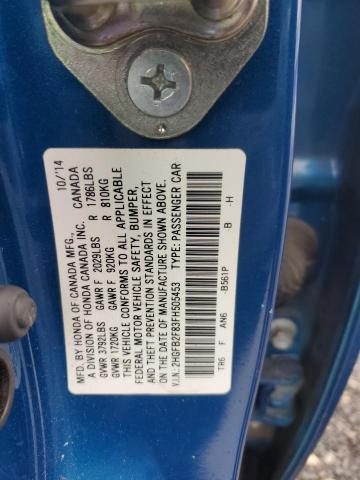 MFD. BY HONDA OF CANADA MFG., 10/'14
A DIVISION OF HONDA CANADA INC. CANADA
GVWR 3792LBS GAWR F 2029LBS R 1786LBS
GVWR 1720KG GAWR F 920KG R 810KG
THIS VEHICLE CONFORMS TO ALL APPLICABLE
FEDERAL MOTOR VEHICLE SAFETY, BUMPER,
AND THEFT PREVENTION STANDARDS IN EFFECT
ON THE DATE OF MANUFACTURE SHOWN ABOVE.
V.I.N.: 2HGFB2F83FH505453 TYPE: PASSENGER CAR
TR6 F AM6 -B561P -B -H